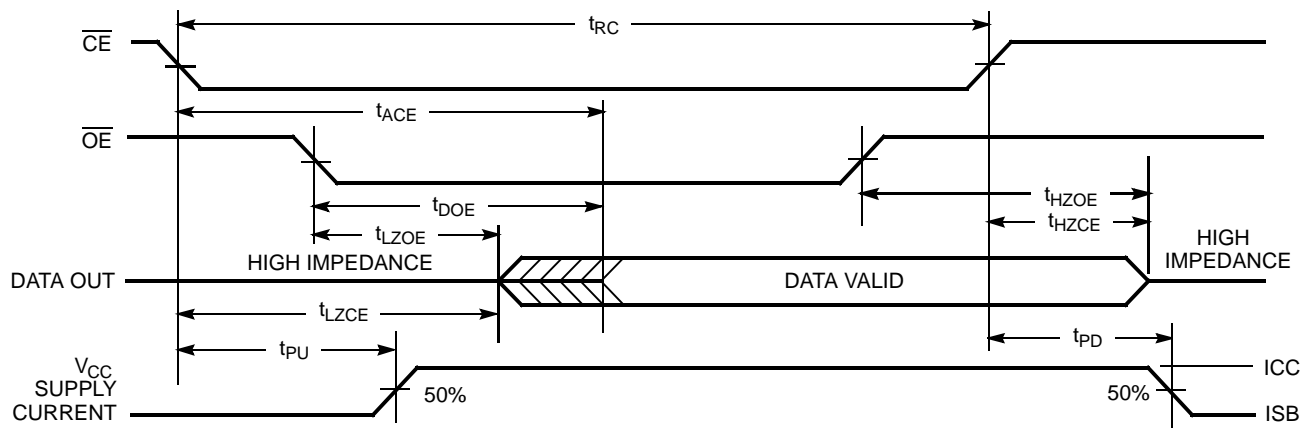 tRC
CE
tACE
OE
tHZOE
tDOE
tHZCE
tLZOE
HIGH
IMPEDANCE
HIGH IMPEDANCE
DATA OUT
DATA VALID
tLZCE
tPU
tPD
VCC
SUPPLY
CURRENT
50%
50%
ICC
ISB